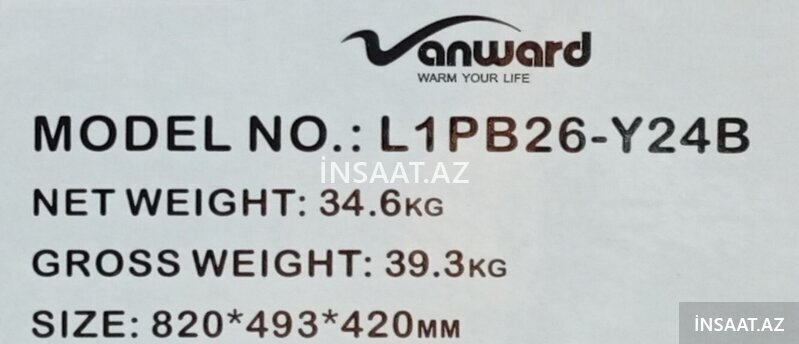 Vanward
WARM YOUR LIFE
MODEL NO.: L1PB26-Y24B
İNSAAT.AZ
NET WEIGHT: 34.6KG
GROSS WEIGHT: 39.3KG
SIZE: 820*493*420MM
İNSAAT.AZ